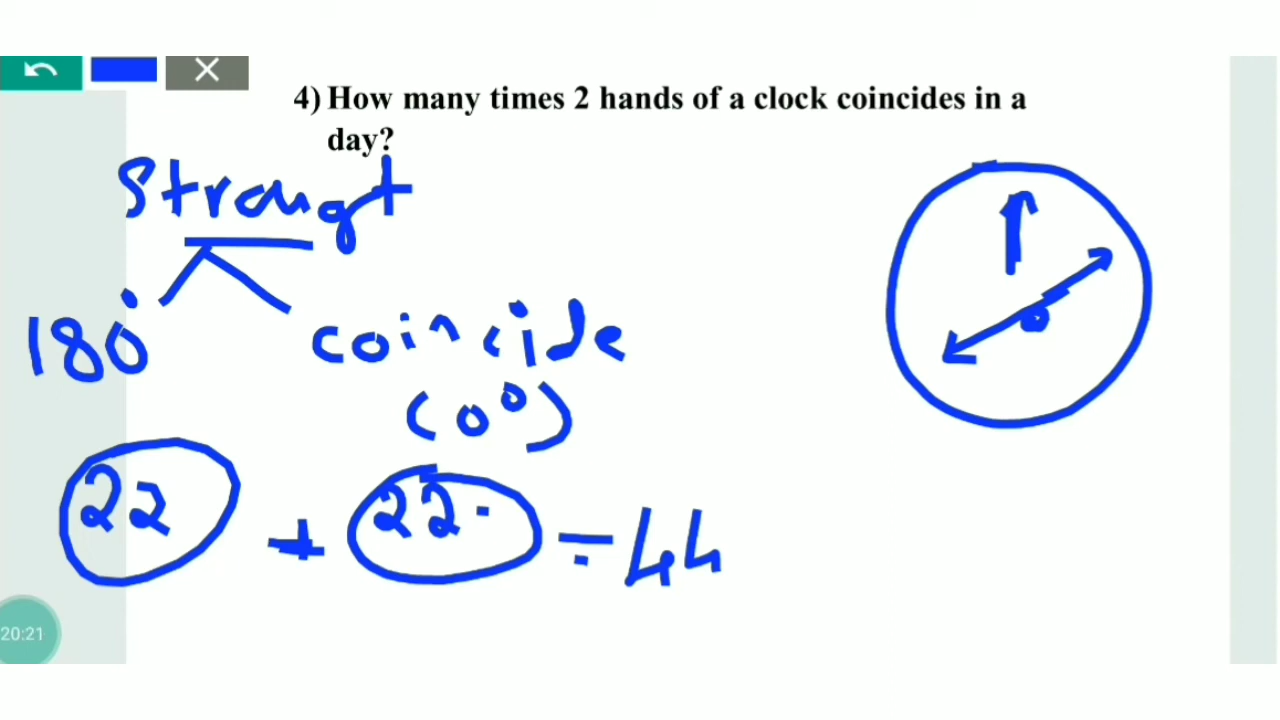 4) How many times 2 hands of a clock coincides in a
day?
Straight
180° coincide
(0°)
22 + 22. = 44
20:21